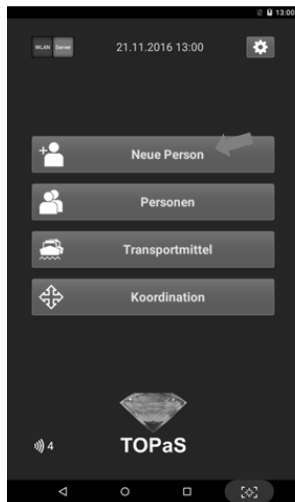 13:00
WLAN Server 21.11.2016 13:00
Neue Person
Personen
Transportmittel
Koordination
4
TOPaS